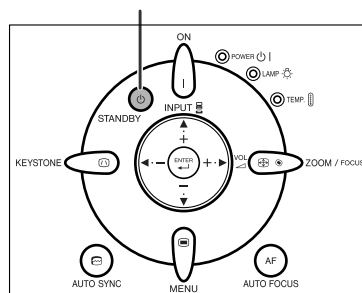 ON
POWER
LAMP
TEMP.
STANDBY
INPUT
KEYSTONE
ENTER
VOL
ZOOM / FOCUS
AUTO SYNC
MENU
AF
AUTO FOCUS